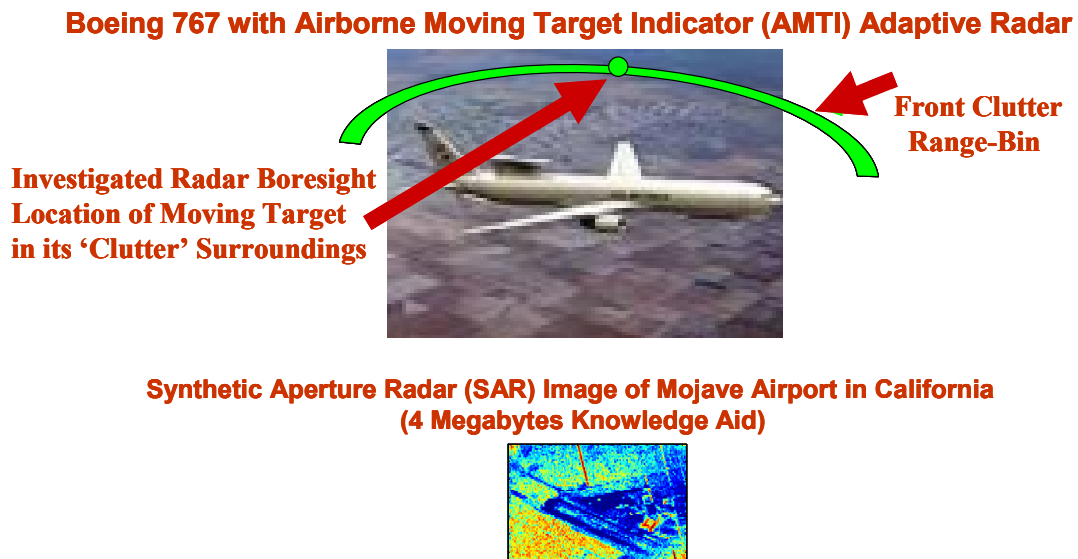 Boeing 767 with Airborne Moving Target Indicator (AMTI) Adaptive Radar
Front Clutter
Range-Bin
Investigated Radar Boresight
Location of Moving Target
in its ‘Clutter’ Surroundings
Synthetic Aperture Radar (SAR) Image of Mojave Airport in California
(4 Megabytes Knowledge Aid)